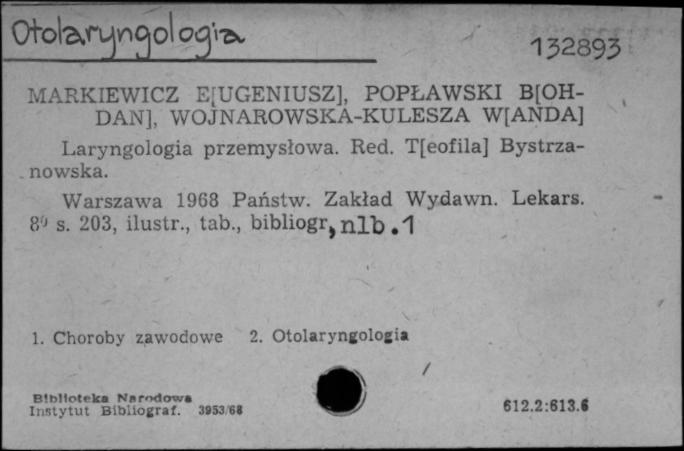 Otolaryngologia
132893
MARKIEWICZ E[UGENIUSZ], POPŁAWSKI B[OH-
DAN], WOJNAROWSKA-KULESZA W[ANDA]
Laryngologia przemysłowa. Red. T[eofila] Bystrza-
nowska.
Warszawa 1968 Państw. Zakład Wydawn. Lekars.
8⁰ s. 203, ilustr., tab., bibliogr, nlb.1
1. Choroby zawodowe 2. Otolaryngologia
Biblioteka Narodowa
Instytut Bibliograf. 3953/68
612.2:613.6